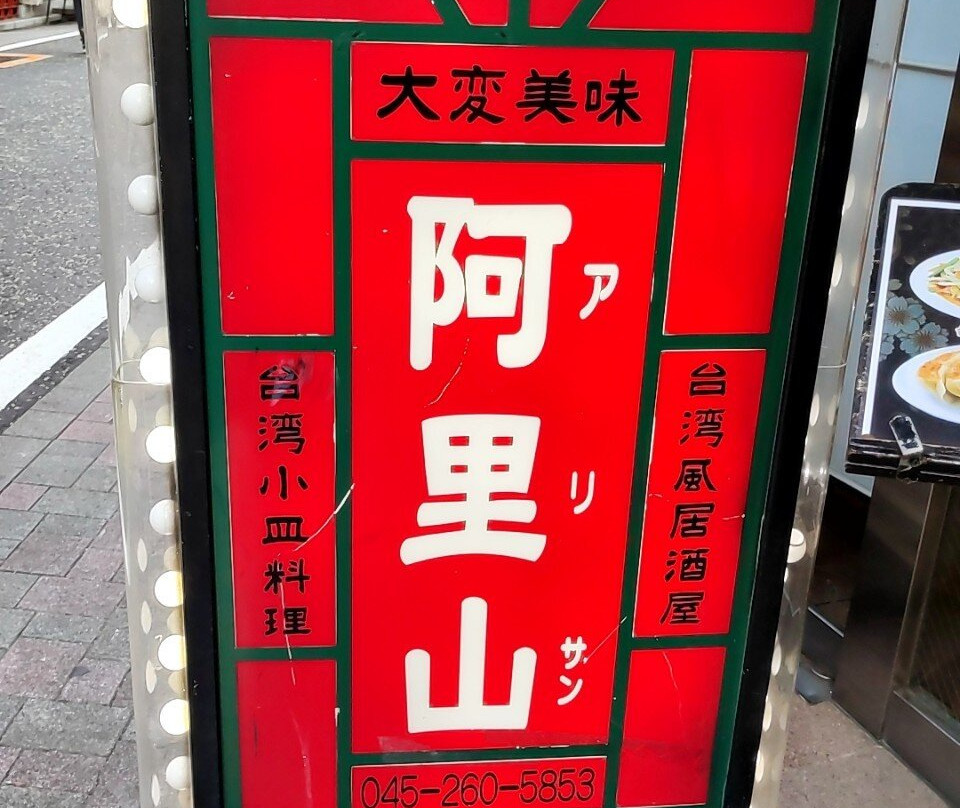 大変美味
台湾風居酒屋
阿里山
アリサン
台湾小皿料理
045-260-5853